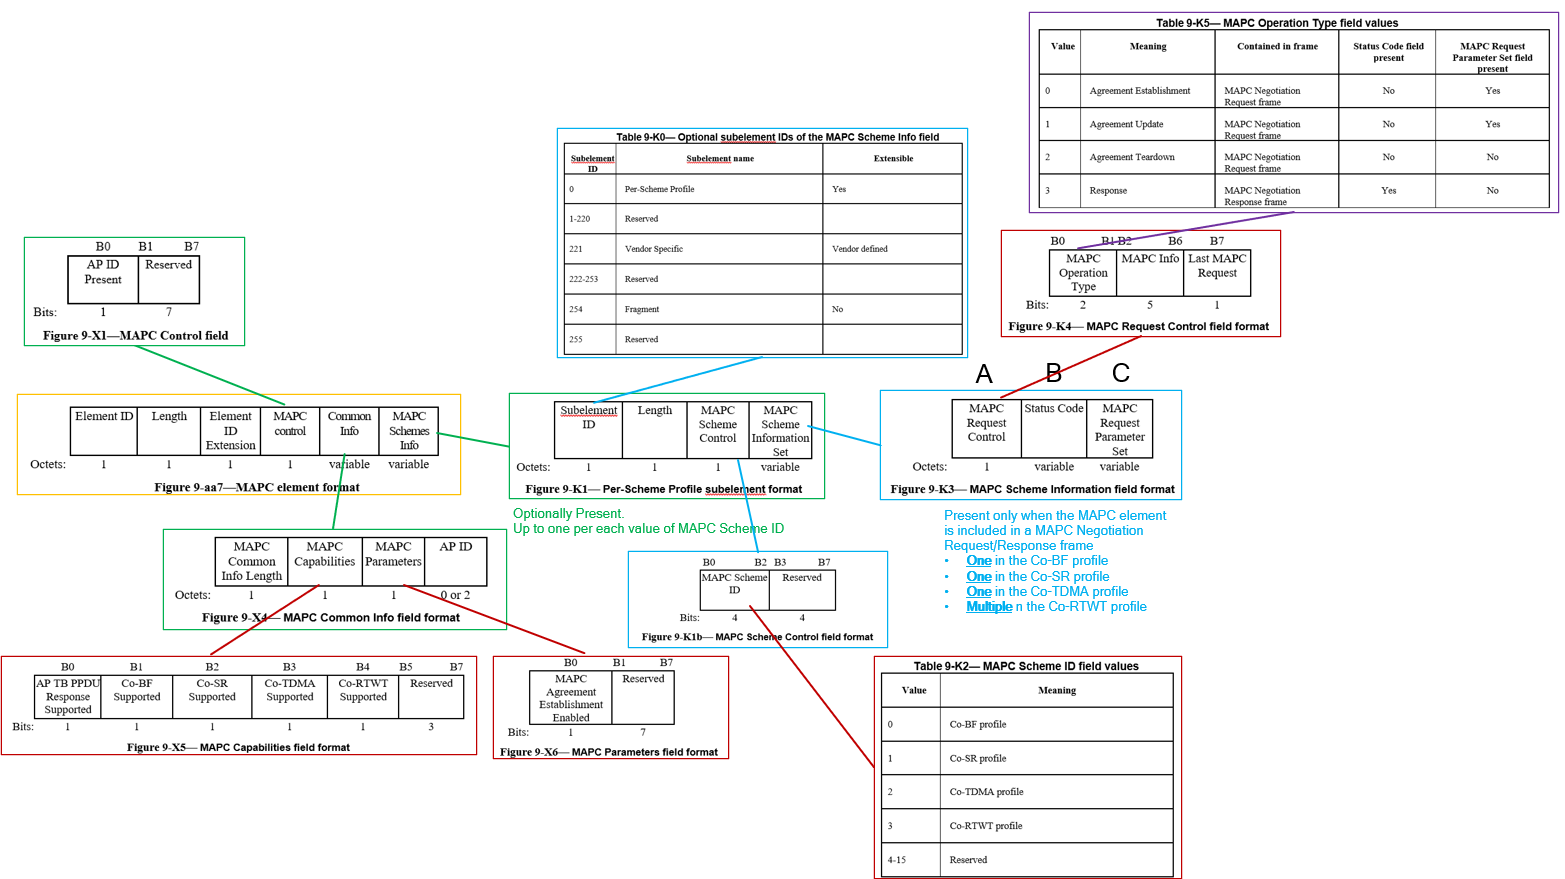 Table 9-K5— MAPC Operation Type field values
Value Meaning Contained in frame Status Code field present MAPC Request Parameter Set field present
0 Agreement Establishment MAPC Negotiation Request frame No Yes
1 Agreement Update MAPC Negotiation Request frame No Yes
2 Agreement Teardown MAPC Negotiation Request frame No No
3 Response MAPC Negotiation Response frame Yes No
Table 9-K0— Optional subelement IDs of the MAPC Scheme Info field
Subelement ID Subelement name Extensible
0 Per-Scheme Profile Yes
1-220 Reserved
221 Vendor Specific Vendor defined
222-253 Reserved
254 Fragment No
255 Reserved
B0 B1 B7
AP ID Present Reserved
Bits: 1 7
Figure 9-X1—MAPC Control field
B0 B1 B2 B6 B7
MAPC Operation Type MAPC Info Last MAPC Request
Bits: 2 5 1
Figure 9-K4— MAPC Request Control field format
A B C
Element ID Length Element ID Extension MAPC control Common Info MAPC Schemes Info
Octets: 1 1 1 1 variable variable
Figure 9-aa7—MAPC element format
Subelement ID Length MAPC Scheme Control MAPC Scheme Information Set
Octets: 1 1 1 variable
Figure 9-K1— Per-Scheme Profile subelement format
MAPC Request Control Status Code MAPC Request Parameter Set
Octets: 1 variable variable
Figure 9-K3— MAPC Scheme Information field format
Optionally Present.
Up to one per each value of MAPC Scheme ID
Present only when the MAPC element
is included in a MAPC Negotiation
Request/Response frame
• One in the Co-BF profile
• One in the Co-SR profile
• One in the Co-TDMA profile
• Multiple n the Co-RTWT profile
MAPC Common Info Length MAPC Capabilities MAPC Parameters AP ID
Octets: 1 1 1 0 or 2
Figure 9-X4— MAPC Common Info field format
B0 B2 B3 B7
MAPC Scheme ID Reserved
Bits: 4 4
Figure 9-K1b— MAPC Scheme Control field format
B0 B1 B2 B3 B4 B5 B7
AP TB PPDU Response Supported Co-BF Supported Co-SR Supported Co-TDMA Supported Co-RTWT Supported Reserved
Bits: 1 1 1 1 1 3
Figure 9-X5— MAPC Capabilities field format
B0 B1 B7
MAPC Agreement Establishment Enabled Reserved
Bits: 1 7
Figure 9-X6— MAPC Parameters field format
Table 9-K2— MAPC Scheme ID field values
Value Meaning
0 Co-BF profile
1 Co-SR profile
2 Co-TDMA profile
3 Co-RTWT profile
4-15 Reserved